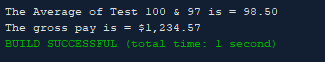 The Average of Test 100 & 97 is = 98.50
The gross pay is = $1,234.57
BUILD SUCCESSFUL (total time: 1 second)